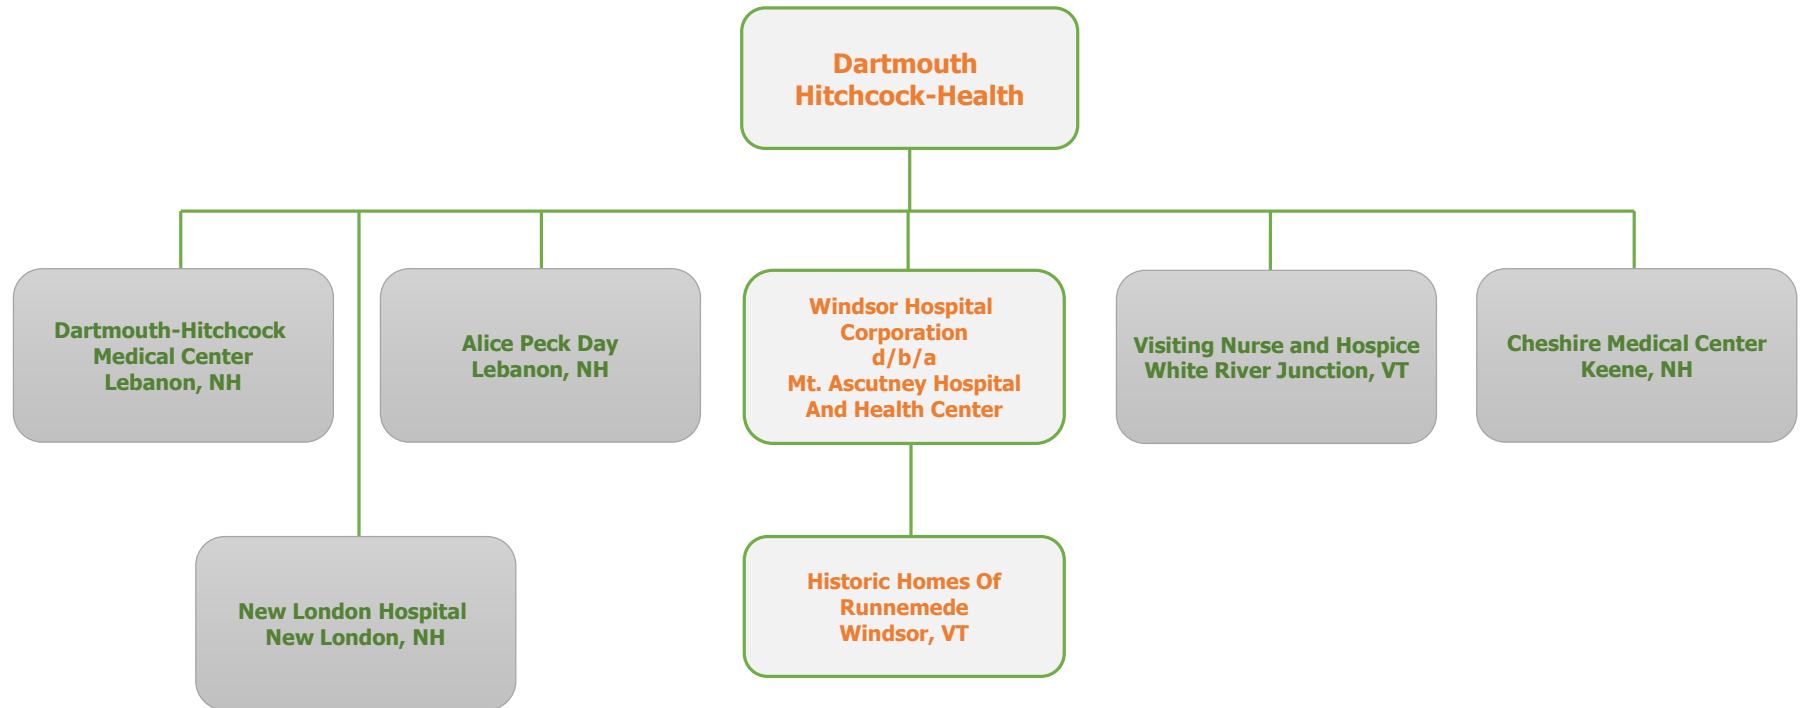 Dartmouth
Hitchcock-Health
Dartmouth-Hitchcock
Medical Center
Lebanon, NH
Alice Peck Day
Lebanon, NH
Windsor Hospital
Corporation
d/b/a
Mt. Ascutney Hospital
And Health Center
Visiting Nurse and Hospice
White River Junction, VT
Cheshire Medical Center
Keene, NH
New London Hospital
New London, NH
Historic Homes Of
Runnemede
Windsor, VT